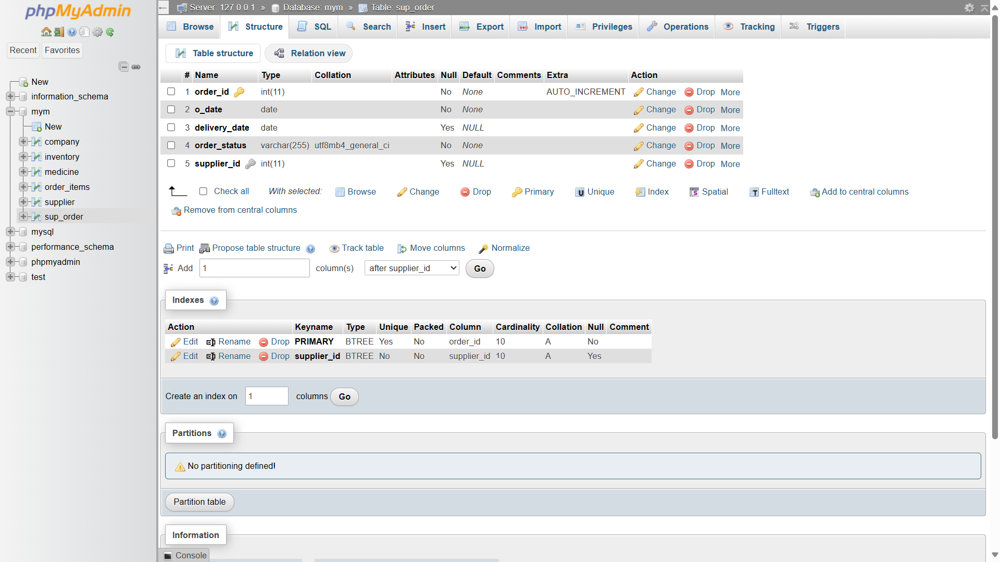 phpMyAdmin
Recent Favorites
New
information_schema
mym
New
company
inventory
medicine
order_items
supplier
sup_order
mysql
performance_schema
phpmyadmin
test
Server: 127.0.0.1 » Database: mym » Table: sup_order
Browse Structure SQL Search Insert Export Import Privileges Operations Tracking Triggers
Table structure Relation view
# Name Type Collation Attributes Null Default Comments Extra Action
1 order_id int(11) No None AUTO_INCREMENT Change Drop More
2 o_date date No None Change Drop More
3 delivery_date date Yes NULL Change Drop More
4 order_status varchar(255) utf8mb4_general_ci No None Change Drop More
5 supplier_id int(11) Yes NULL Change Drop More
Check all With selected: Browse Change Drop Primary Unique Index Spatial Fulltext Add to central columns
Remove from central columns
Print Propose table structure Track table Move columns Normalize
Add 1 column(s) after supplier_id Go
Indexes
Action Keyname Type Unique Packed Column Cardinality Collation Null Comment
Edit Rename Drop PRIMARY BTREE Yes No order_id 10 A No
Edit Rename Drop supplier_id BTREE No No supplier_id 10 A Yes
Create an index on 1 columns Go
Partitions
No partitioning defined!
Partition table
Information
Console